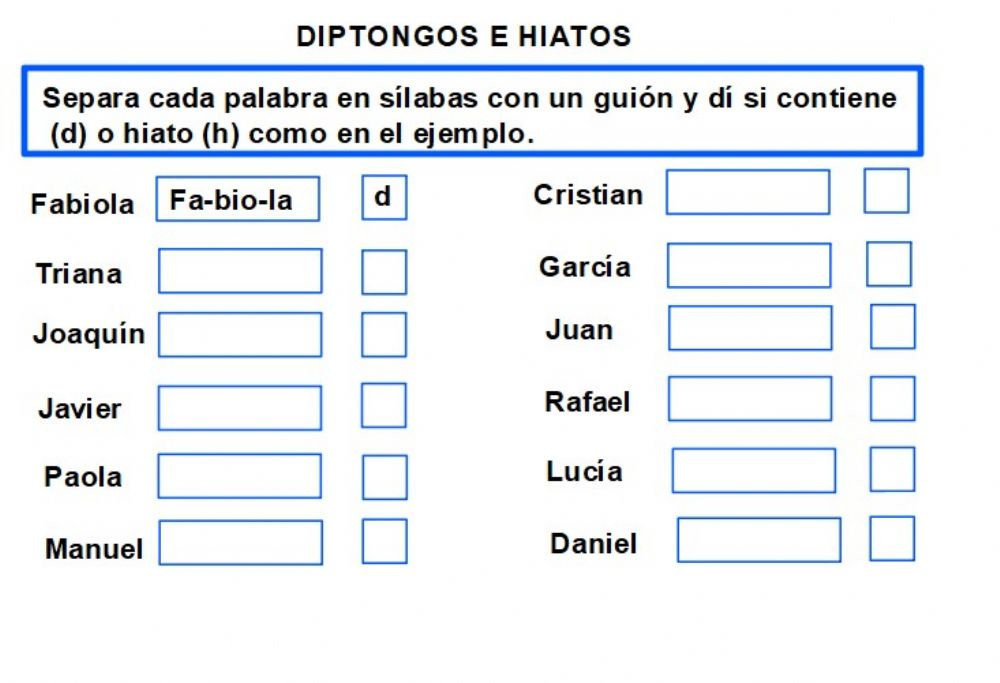 DIPTONGOS E HIATOS
Separa cada palabra en sílabas con un guión y dí si contiene
(d) o hiato (h) como en el ejemplo.
Fabiola Fa-bio-la d
Triana
Joaquín
Javier
Paola
Manuel
Cristian
García
Juan
Rafael
Lucía
Daniel